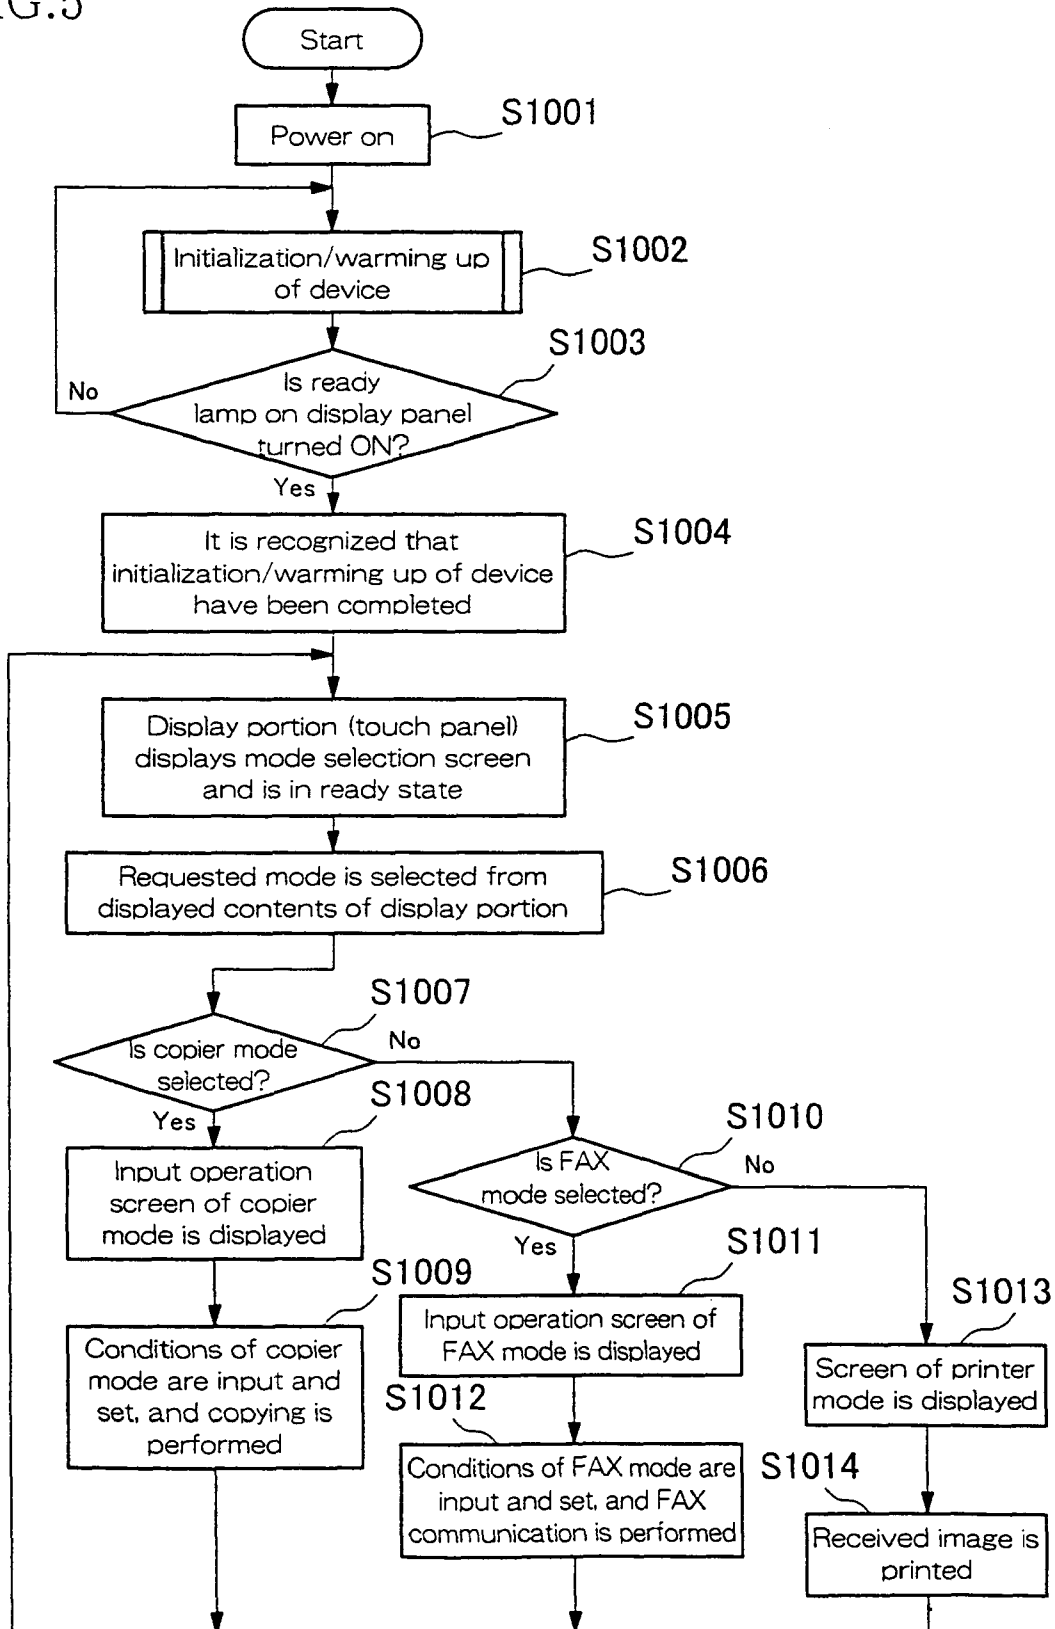 FIG.5
Start
Power on
S1001
Initialization/warming up
of device
S1002
S1003
Is ready
lamp on display panel
turned ON?
No
Yes
It is recognized that
initialization/warming up of device
have been completed
S1004
Display portion (touch panel)
displays mode selection screen
and is in ready state
S1005
Requested mode is selected from
displayed contents of display portion
S1006
S1007
Is copier mode
selected?
No
Yes
S1008
Input operation
screen of copier
mode is displayed
S1009
Conditions of copier
mode are input and
set, and copying is
performed
S1010
Is FAX
mode selected?
No
Yes
S1011
Input operation screen of
FAX mode is displayed
S1012
Conditions of FAX mode are
input and set, and FAX
communication is performed
S1013
Screen of printer
mode is displayed
S1014
Received image is
printed